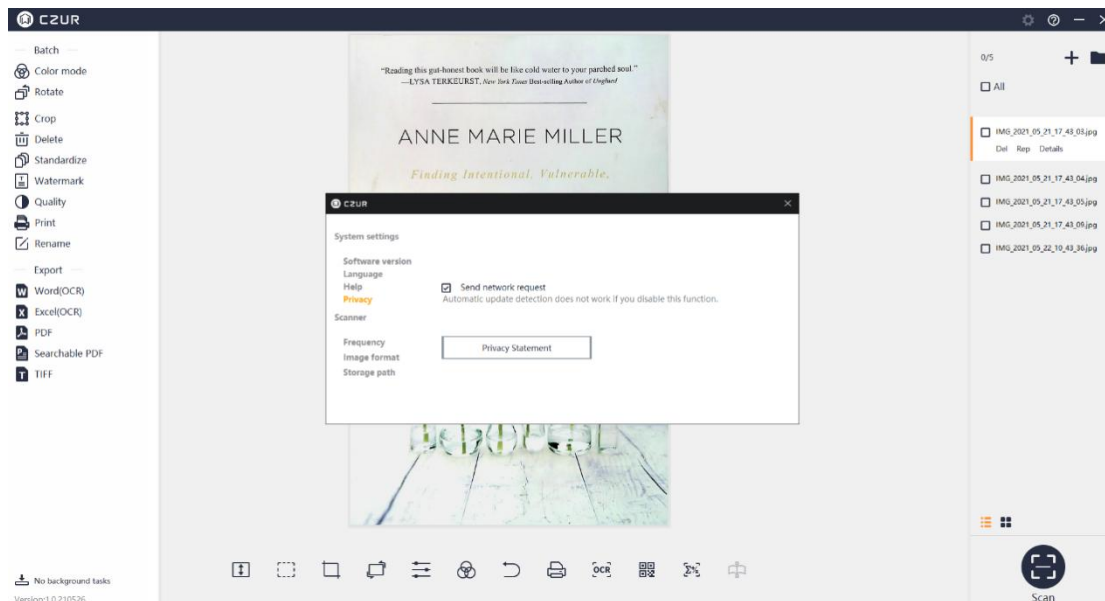 CZUR
Batch
Color mode
Rotate
Crop
Delete
Standardize
Watermark
Quality
Print
Rename
Export
Word(OCR)
Excel(OCR)
PDF
Searchable PDF
TIFF
No background tasks
Version:1.0.210526
“Reading this gut-honest book will be like cold water to your parched soul.”
—LYSA TERKEURST, New York Times Best-selling Author of Unglued
ANNE MARIE MILLER
Finding Intentional, Vulnerable,
CZUR
System settings
Software version
Language
Help
Privacy
Scanner
Frequency
Image format
Storage path
Send network request
Automatic update detection does not work if you disable this function.
Privacy Statement
OCR
0/5
All
IMG_2021_05_21_17_43_03.jpg
Del Rep Details
IMG_2021_05_21_17_43_04.jpg
IMG_2021_05_21_17_43_05.jpg
IMG_2021_05_21_17_43_09.jpg
IMG_2021_05_22_10_43_36.jpg
Scan